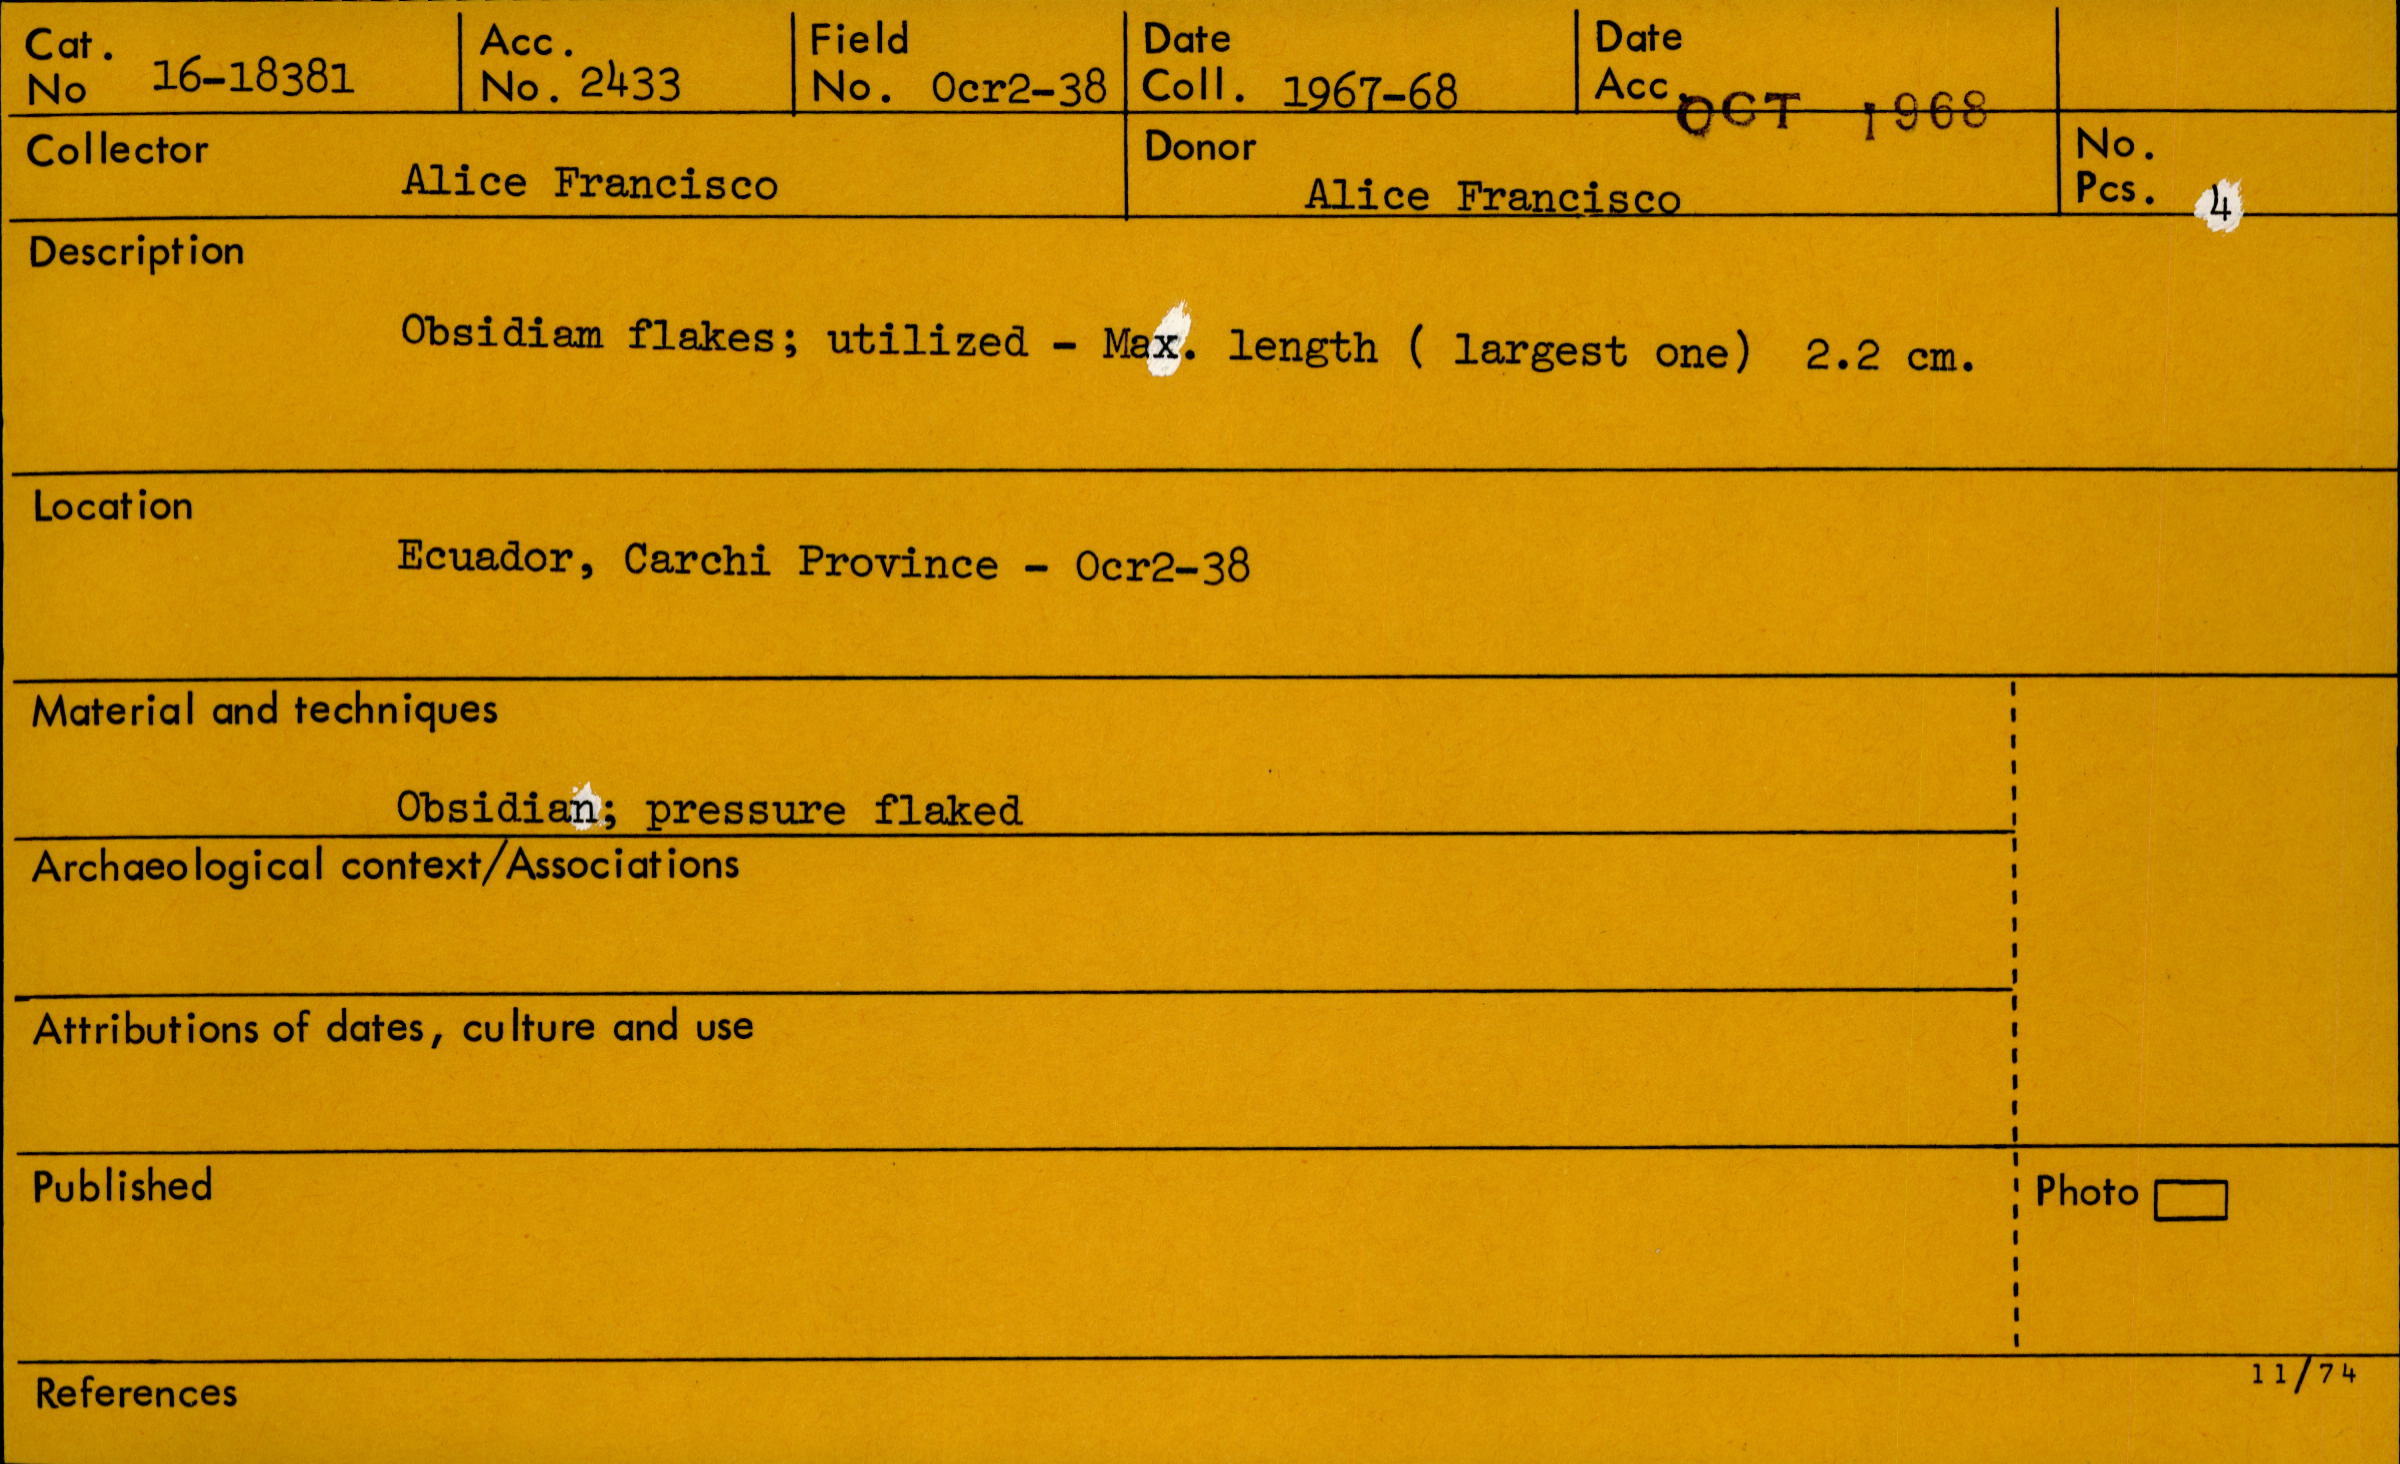 Cat. No 16-18381 Acc. No. 2433 Field No. Ocr2-38 Date Coll. 1967-68 Date Acc. OCT 1968
Collector Alice Francisco Donor Alice Francisco No. Pcs. 4
Description
Obsidiam flakes; utilized - Max. length ( largest one) 2.2 cm.
Location
Ecuador, Carchi Province - Ocr2-38
Material and techniques
Obsidian; pressure flaked
Archaeological context/Associations
Attributions of dates, culture and use
Published
Photo
11/74
References